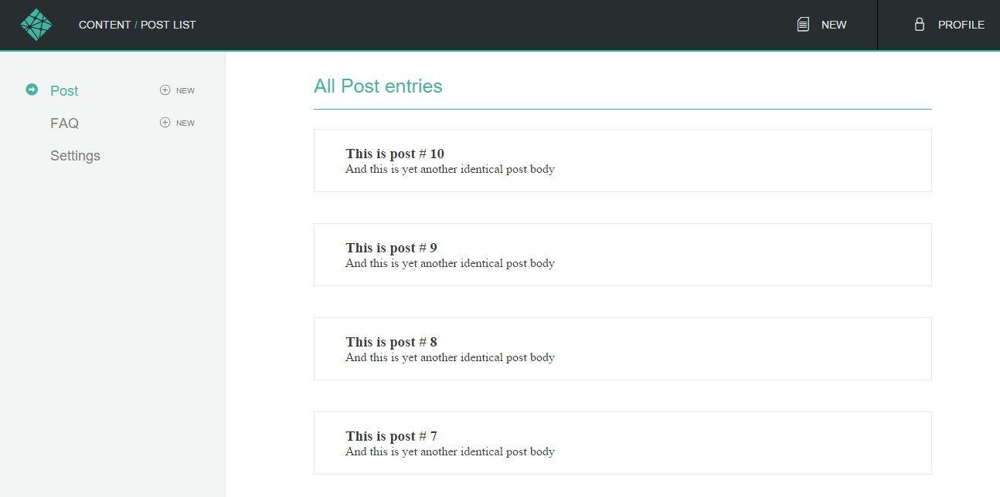 CONTENT / POST LIST
NEW
PROFILE
Post
NEW
FAQ
NEW
Settings
All Post entries
This is post # 10
And this is yet another identical post body
This is post # 9
And this is yet another identical post body
This is post # 8
And this is yet another identical post body
This is post # 7
And this is yet another identical post body